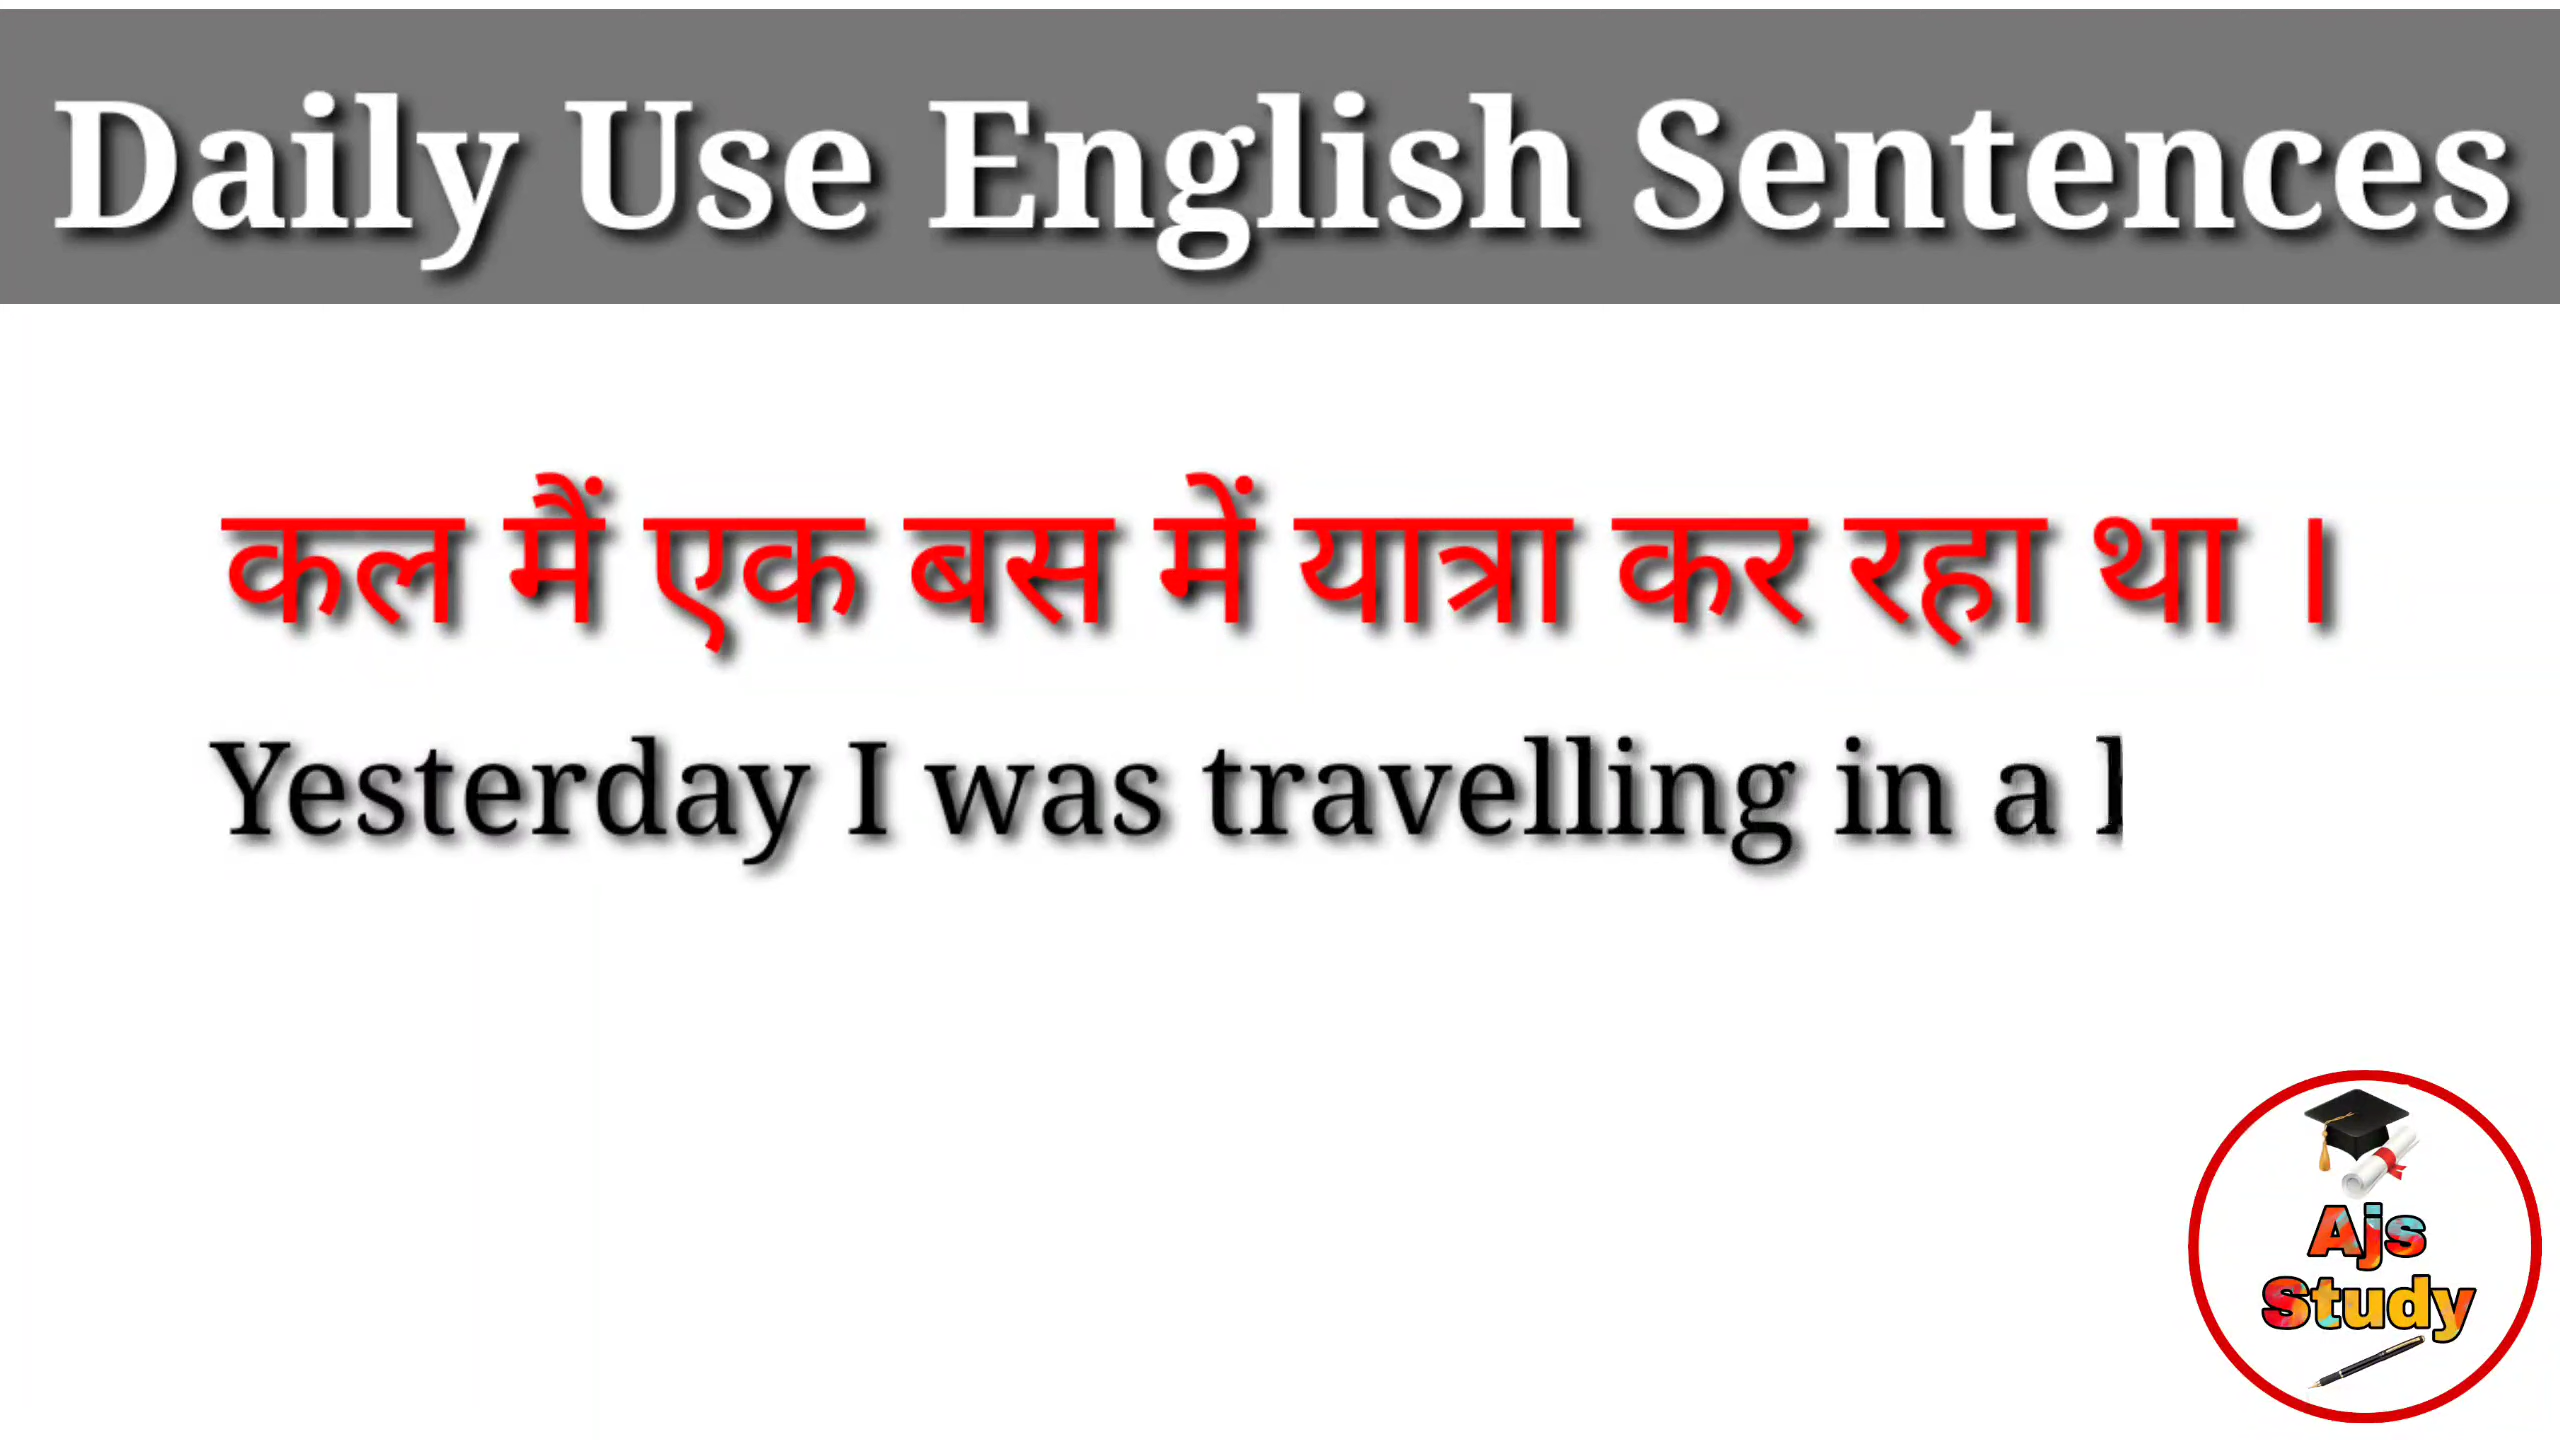 Daily Use English Sentences
कल मैं एक बस में यात्रा कर रहा था ।
Yesterday I was travelling in a
Ajs
Study